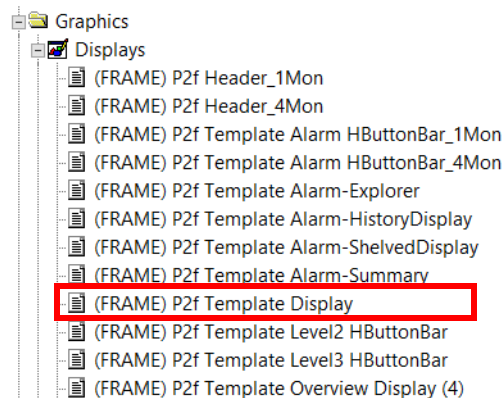 Graphics
Displays
(FRAME) P2f Header_1Mon
(FRAME) P2f Header_4Mon
(FRAME) P2f Template Alarm HButtonBar_1Mon
(FRAME) P2f Template Alarm HButtonBar_4Mon
(FRAME) P2f Template Alarm-Explorer
(FRAME) P2f Template Alarm-HistoryDisplay
(FRAME) P2f Template Alarm-ShelvedDisplay
(FRAME) P2f Template Alarm-Summary
(FRAME) P2f Template Display
(FRAME) P2f Template Level2 HButtonBar
(FRAME) P2f Template Level3 HButtonBar
(FRAME) P2f Template Overview Display (4)